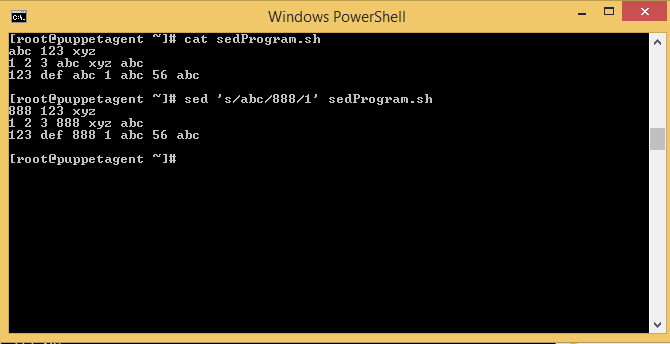 Windows PowerShell
[root@puppetagent ~]# cat sedProgram.sh
abc 123 xyz
1 2 3 abc xyz abc
123 def abc 1 abc 56 abc
[root@puppetagent ~]# sed 's/abc/888/1' sedProgram.sh
888 123 xyz
1 2 3 888 xyz abc
123 def 888 1 abc 56 abc
[root@puppetagent ~]#